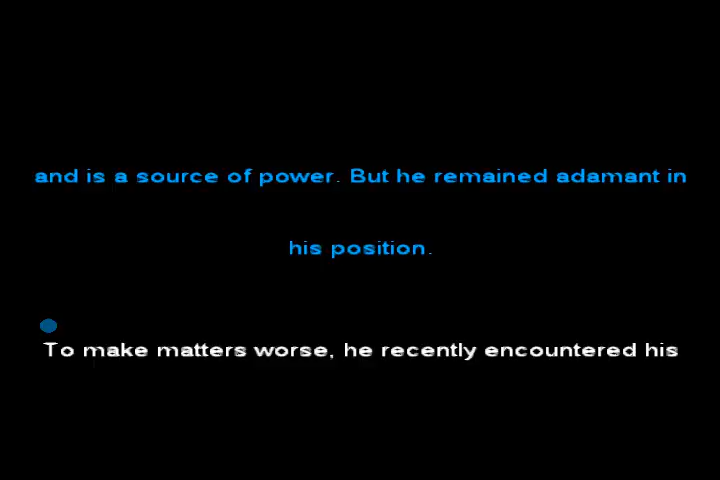 and is a source of power. But he remained adamant in
his position.
To make matters worse, he recently encountered his